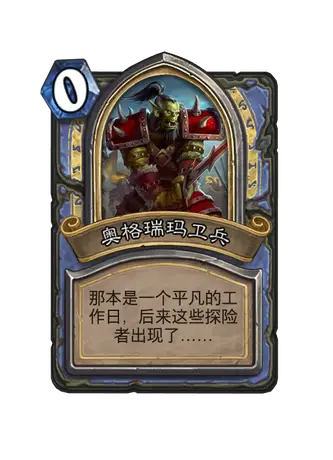 0
奥格瑞玛卫兵
那本是一个平凡的工
作日，后来这些探险
者出现了……